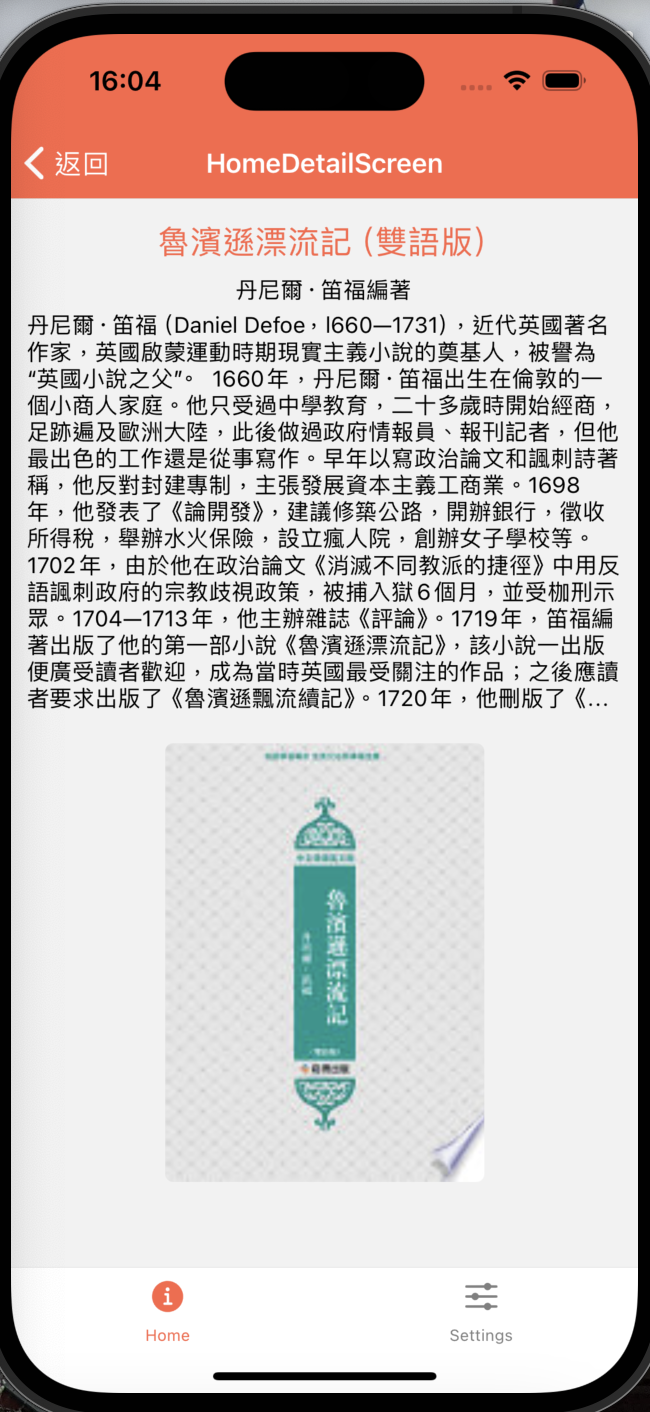 16:04
返回
HomeDetailScreen
魯濱遜漂流記（雙語版）
丹尼爾·笛福編著
丹尼爾·笛福（Daniel Defoe，l660—1731），近代英國著名
作家，英國啟蒙運動時期現實主義小說的奠基人，被譽為
“英國小說之父”。 1660年，丹尼爾·笛福出生在倫敦的一
個小商人家庭。他只受過中學教育，二十多歲時開始經商，
足跡遍及歐洲大陸，此後做過政府情報員、報刊記者，但他
最出色的工作還是從事寫作。早年以寫政治論文和諷刺詩著
稱，他反對封建專制，主張發展資本主義工商業。1698
年，他發表了《論開發》，建議修築公路，開辦銀行，徵收
所得稅，舉辦水火保險，設立瘋人院，創辦女子學校等。
1702年，由於他在政治論文《消滅不同教派的捷徑》中用反
語諷刺政府的宗教歧視政策，被捕入獄6個月，並受枷刑示
眾。1704—1713年，他主辦雜誌《評論》。1719年，笛福編
著出版了他的第一部小說《魯濱遜漂流記》，該小說一出版
便廣受讀者歡迎，成為當時英國最受關注的作品；之後應讀
者要求出版了《魯濱遜飄流續記》。1720年，他刪版了《...
魯濱遜漂流記
Home
Settings